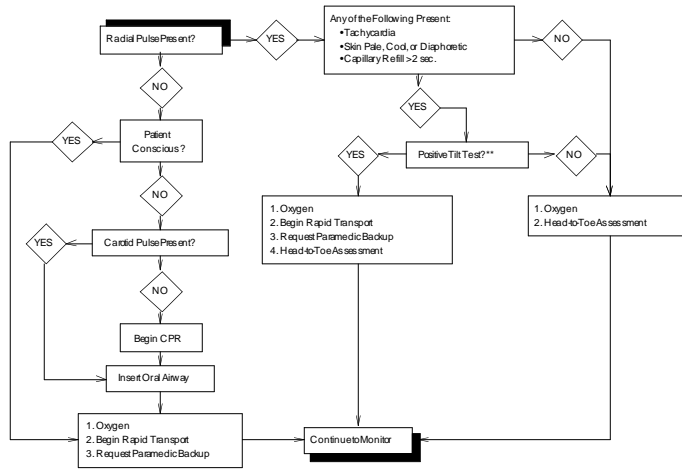 Radial Pulse Present?
YES
Any of the Following Present:
•Tachycardia
•Skin Pale, Cool, or Diaphoretic
•Capillary Refill >2 sec.
NO
NO
YES
YES
Patient
Conscious?
YES
Positive Tilt Test?**
NO
NO
1. Oxygen
2. Begin Rapid Transport
3. Request Paramedic Backup
4. Head-to-Toe Assessment
1. Oxygen
2. Head-to-Toe Assessment
YES
Carotid Pulse Present?
NO
Begin CPR
Insert Oral Airway
1. Oxygen
2. Begin Rapid Transport
3. Request Paramedic Backup
Continue to Monitor